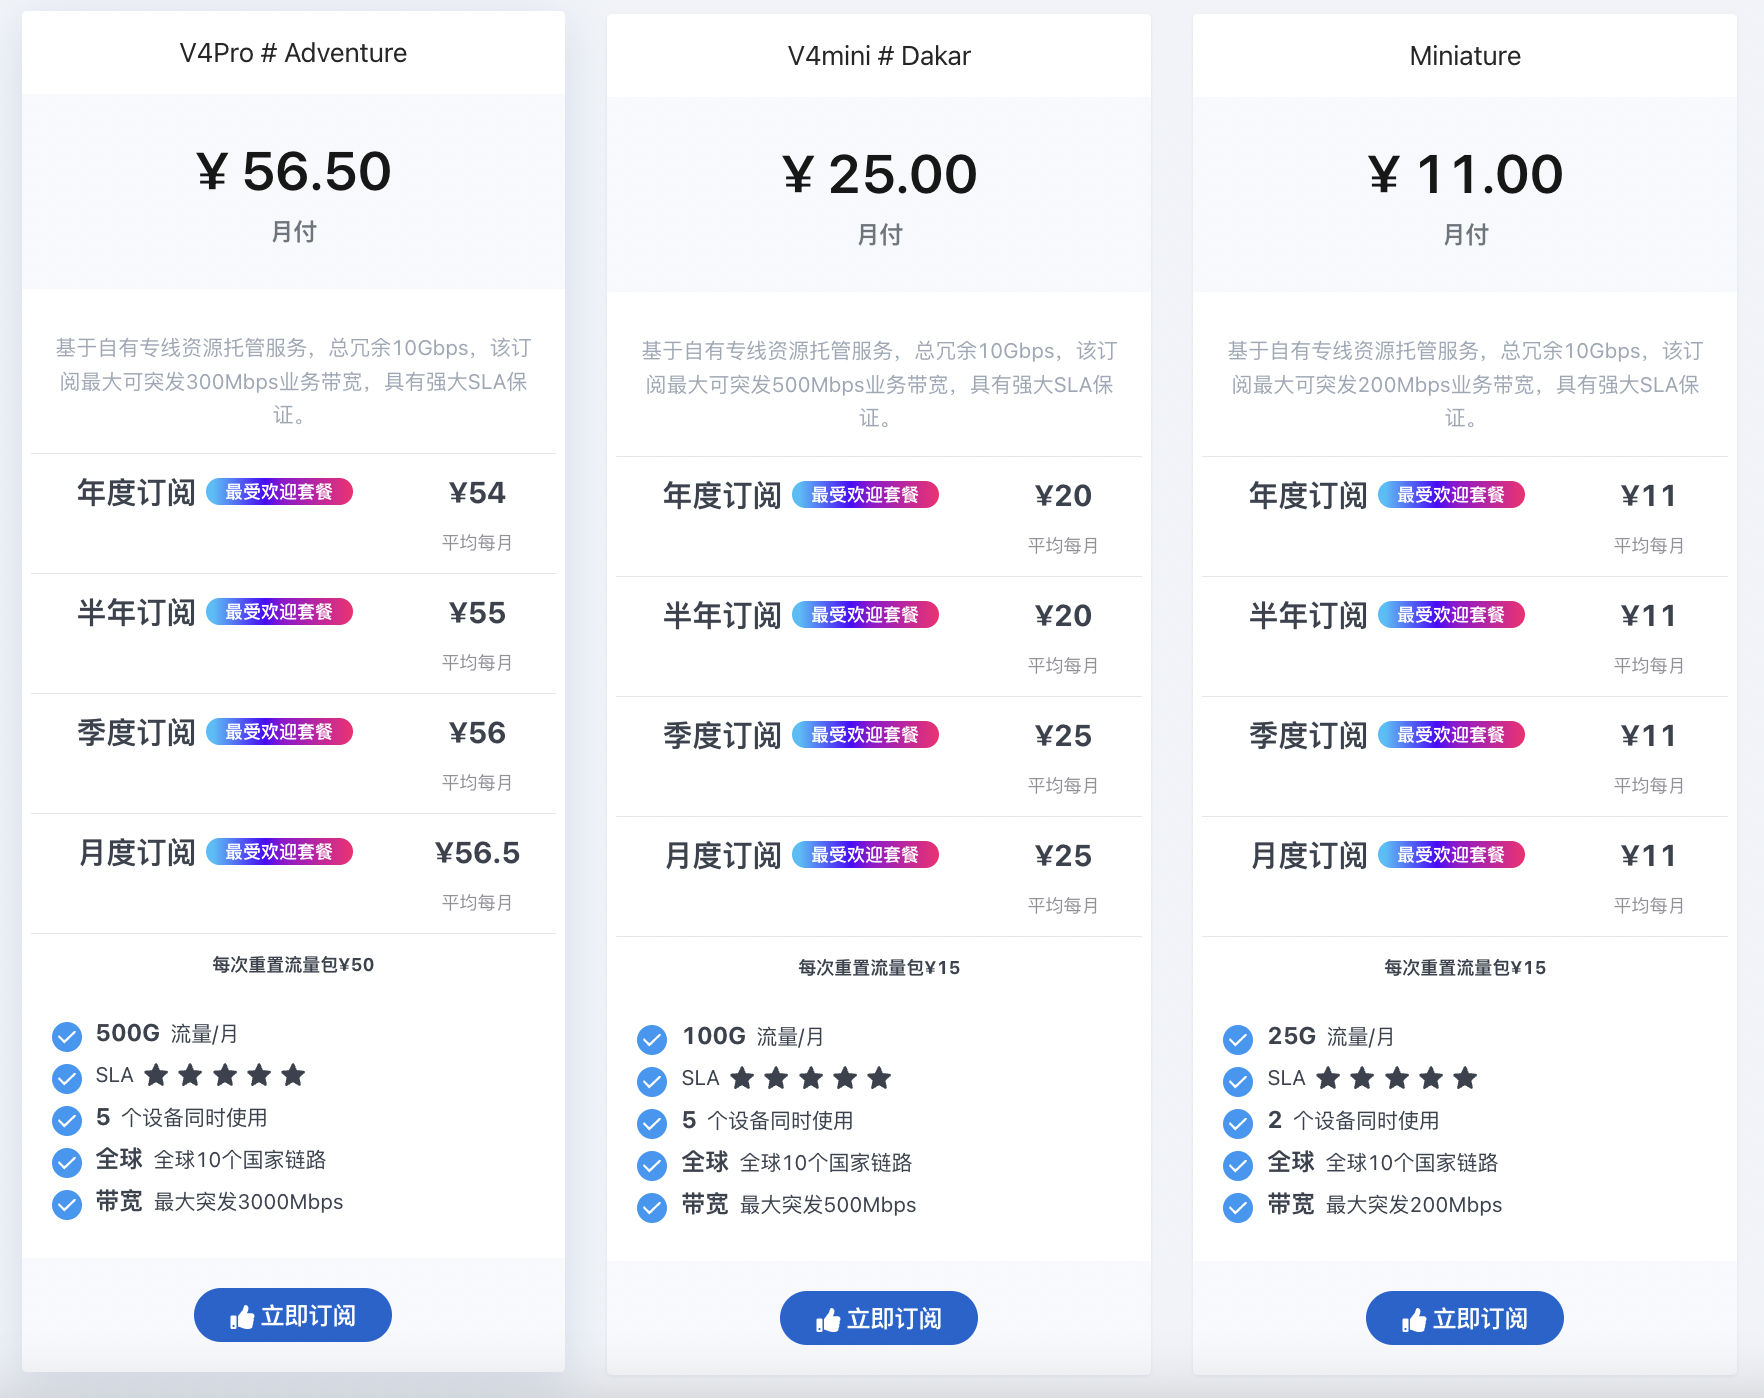 V4Pro # Adventure
¥ 56.50
月付
基于自有专线资源托管服务，总冗余10Gbps，该订
阅最大可突发300Mbps业务带宽，具有强大SLA保
证。
年度订阅 最受欢迎套餐 ¥54
平均每月
半年订阅 最受欢迎套餐 ¥55
平均每月
季度订阅 最受欢迎套餐 ¥56
平均每月
月度订阅 最受欢迎套餐 ¥56.5
平均每月
每次重置流量包¥50
500G 流量/月
SLA ★ ★ ★ ★ ★
5 个设备同时使用
全球 全球10个国家链路
带宽 最大突发3000Mbps
立即订阅
V4mini # Dakar
¥ 25.00
月付
基于自有专线资源托管服务，总冗余10Gbps，该订
阅最大可突发500Mbps业务带宽，具有强大SLA保
证。
年度订阅 最受欢迎套餐 ¥20
平均每月
半年订阅 最受欢迎套餐 ¥20
平均每月
季度订阅 最受欢迎套餐 ¥25
平均每月
月度订阅 最受欢迎套餐 ¥25
平均每月
每次重置流量包¥15
100G 流量/月
SLA ★ ★ ★ ★ ★
5 个设备同时使用
全球 全球10个国家链路
带宽 最大突发500Mbps
立即订阅
Miniature
¥ 11.00
月付
基于自有专线资源托管服务，总冗余10Gbps，该订
阅最大可突发200Mbps业务带宽，具有强大SLA保
证。
年度订阅 最受欢迎套餐 ¥11
平均每月
半年订阅 最受欢迎套餐 ¥11
平均每月
季度订阅 最受欢迎套餐 ¥11
平均每月
月度订阅 最受欢迎套餐 ¥11
平均每月
每次重置流量包¥15
25G 流量/月
SLA ★ ★ ★ ★ ★
2 个设备同时使用
全球 全球10个国家链路
带宽 最大突发200Mbps
立即订阅